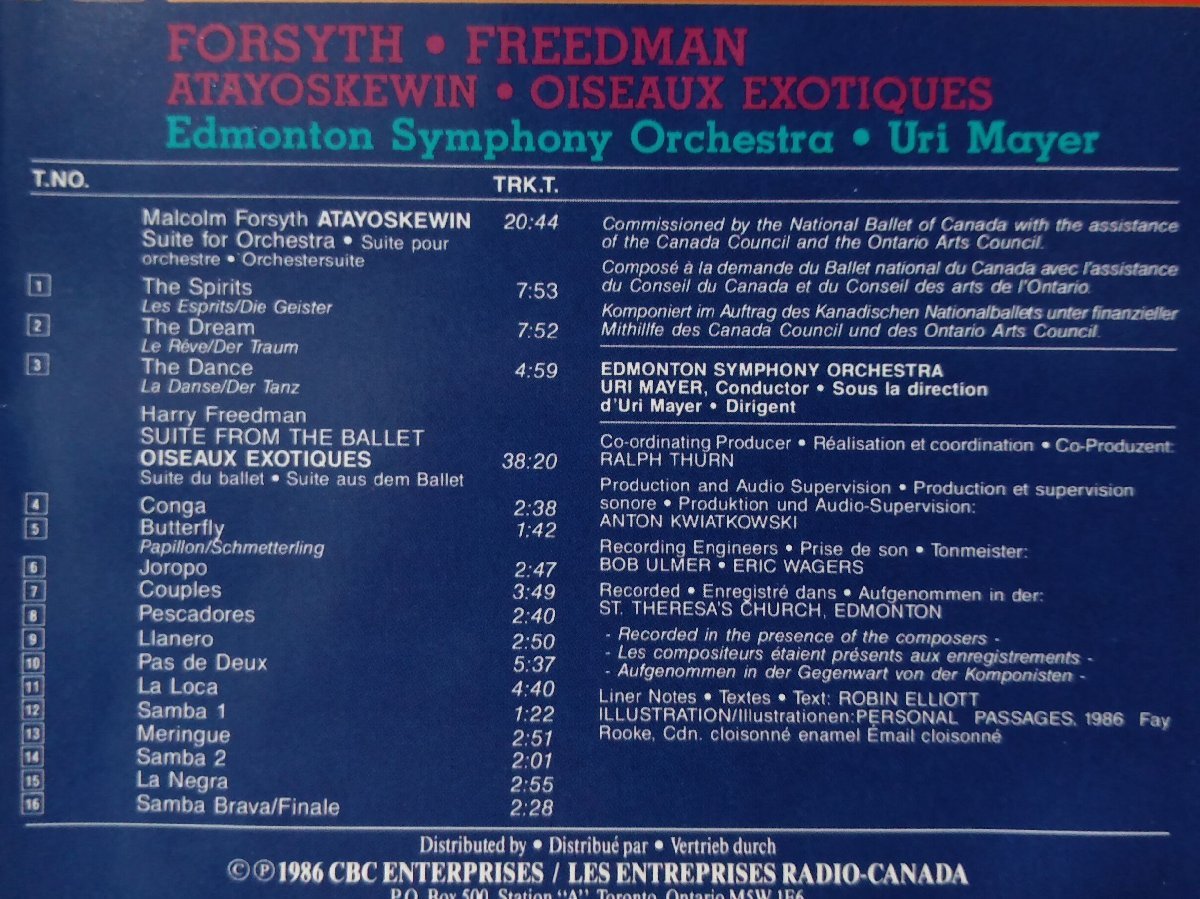 FORSYTH • FREEDMAN
ATAYOSKEWIN • OISEAUX EXOTIQUES
Edmonton Symphony Orchestra • Uri Mayer
T.NO. TRK.T.
Malcolm Forsyth ATAYOSKEWIN 20:44
Suite for Orchestra • Suite pour
orchestre • Orchestersuite
1 The Spirits 7:53
Les Esprits/Die Geister
2 The Dream 7:52
Le Rêve/Der Traum
3 The Dance 4:59
La Danse/Der Tanz
Harry Freedman
SUITE FROM THE BALLET
OISEAUX EXOTIQUES 38:20
Suite du ballet • Suite aus dem Ballet
4 Conga 2:38
5 Butterfly 1:42
Papillon/Schmetterling
6 Joropo 2:47
7 Couples 3:49
8 Pescadores 2:40
9 Llanero 2:50
10 Pas de Deux 5:37
11 La Loca 4:40
12 Samba 1 1:22
13 Meringue 2:51
14 Samba 2 2:01
15 La Negra 2:55
16 Samba Brava/Finale 2:28
Commissioned by the National Ballet of Canada with the assistance
of the Canada Council and the Ontario Arts Council.
Composé à la demande du Ballet national du Canada avec l'assistance
du Conseil du Canada et du Conseil des arts de l'Ontario.
Komponiert im Auftrag des Kanadischen Nationalballets unter finanzieller
Mithillfe des Canada Council und des Ontario Arts Council.
EDMONTON SYMPHONY ORCHESTRA
URI MAYER, Conductor • Sous la direction
d'Uri Mayer • Dirigent
Co-ordinating Producer • Réalisation et coordination • Co-Produzent:
RALPH THURN
Production and Audio Supervision • Production et supervision
sonore • Produktion und Audio-Supervision:
ANTON KWIATKOWSKI
Recording Engineers • Prise de son • Tonmeister:
BOB ULMER • ERIC WAGERS
Recorded • Enregistré dans • Aufgenommen in der:
ST. THERESA'S CHURCH, EDMONTON
- Recorded in the presence of the composers -
- Les compositeurs étaient présents aux enregistrements -
- Aufgenommen in der Gegenwart von der Komponisten -
Liner Notes • Textes • Text: ROBIN ELLIOTT
ILLUSTRATION/Illustrationen: PERSONAL PASSAGES, 1986 Fay
Rooke, Cdn. cloisonné enamel Émail cloisonné
Distributed by • Distribué par • Vertrieb durch
©℗1986 CBC ENTERPRISES / LES ENTREPRISES RADIO-CANADA
P.O. Box 500, Station "A", Toronto, Ontario M5W 1E6